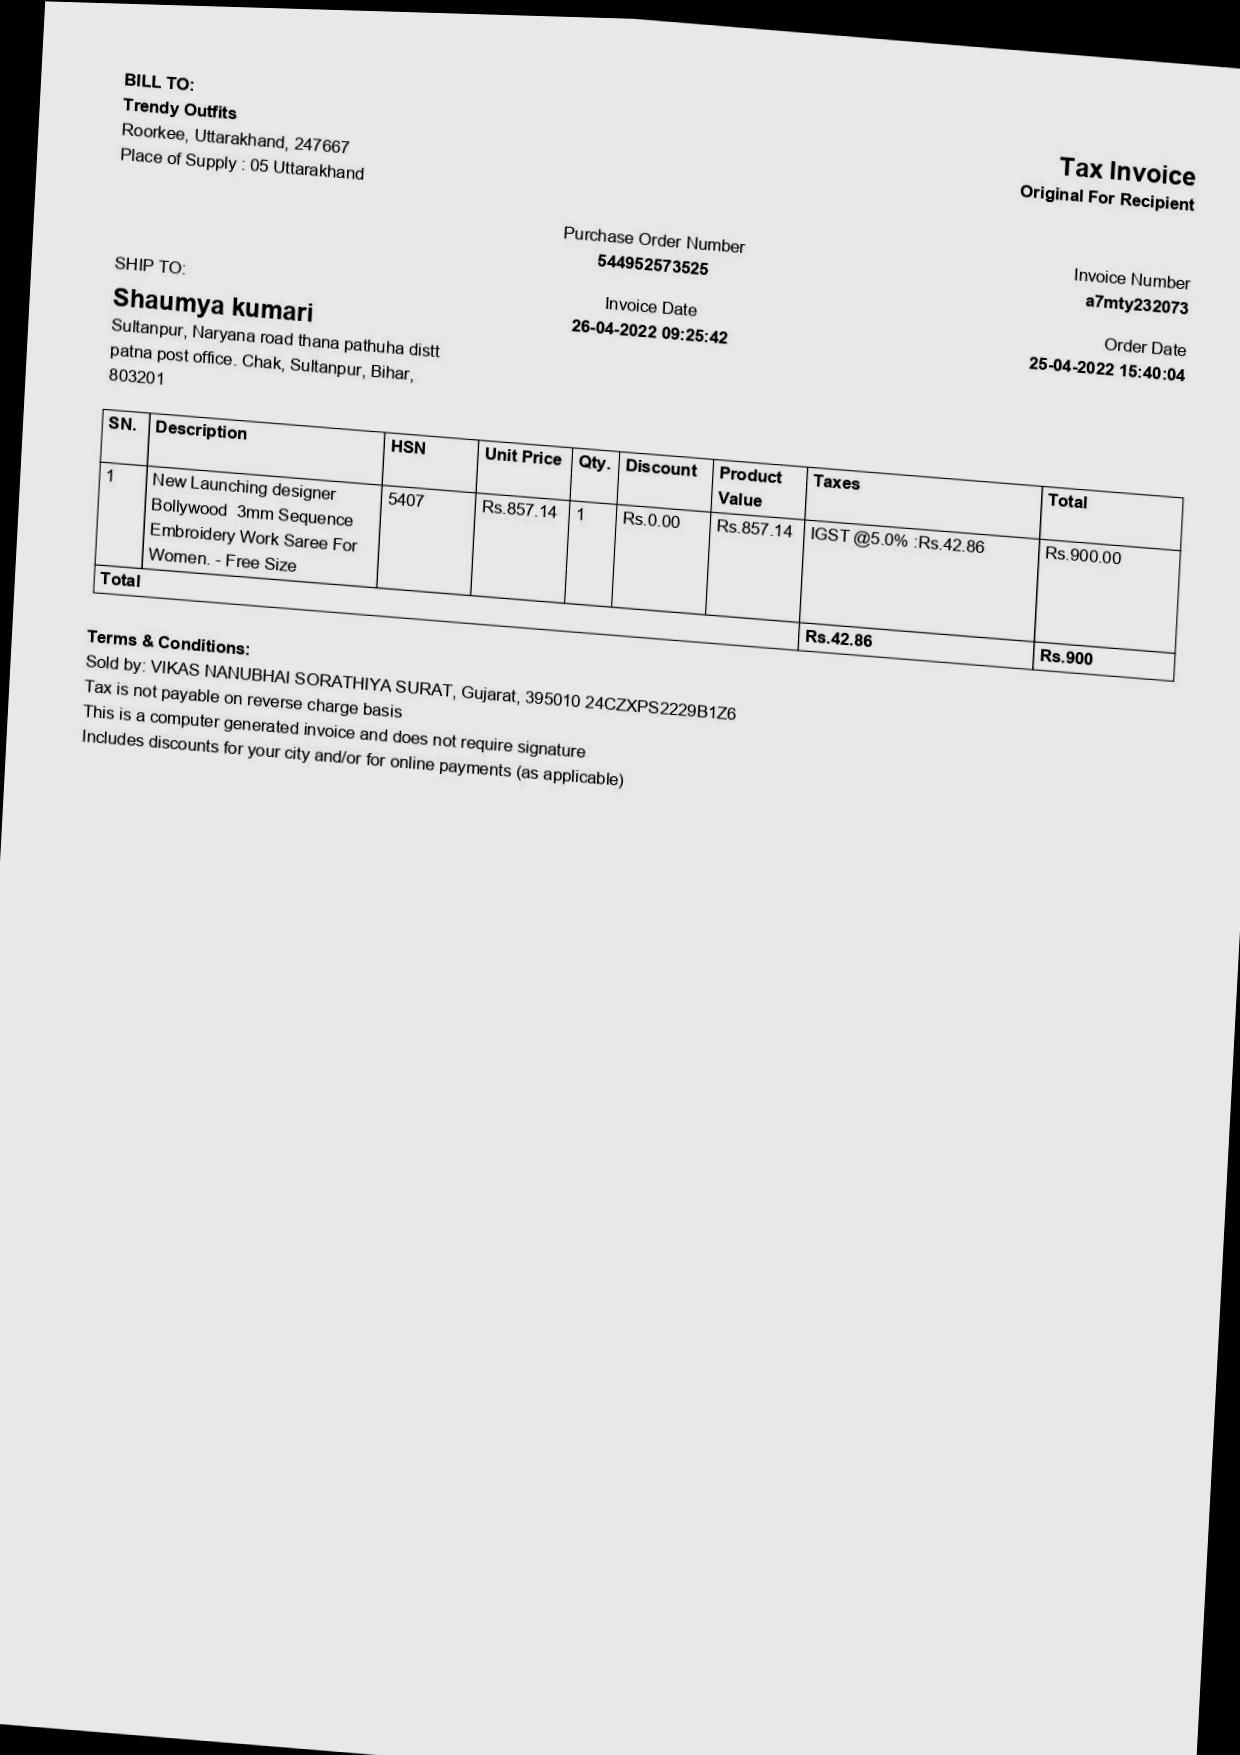 BILL TO:
Trendy Outfits
Roorkee, Uttarakhand, 247667
Place of Supply : 05 Uttarakhand
Tax Invoice
Original For Recipient
SHIP TO:
Shaumya kumari
Sultanpur, Naryana road thana pathuha distt
patna post office. Chak, Sultanpur, Bihar,
803201
Purchase Order Number
544952573525
Invoice Date
26-04-2022 09:25:42
Invoice Number
a7mty232073
Order Date
25-04-2022 15:40:04
SN. Description HSN Unit Price Qty. Discount Product Value Taxes Total
1 New Launching designer 5407 Rs.857.14 1 Rs.0.00 Rs.857.14 IGST @5.0% :Rs.42.86 Rs.900.00
Bollywood 3mm Sequence
Embroidery Work Saree For
Women. - Free Size
Total Rs.42.86 Rs.900
Terms & Conditions:
Sold by: VIKAS NANUBHAI SORATHIYA SURAT, Gujarat, 395010 24CZXPS2229B1Z6
Tax is not payable on reverse charge basis
This is a computer generated invoice and does not require signature
Includes discounts for your city and/or for online payments (as applicable)